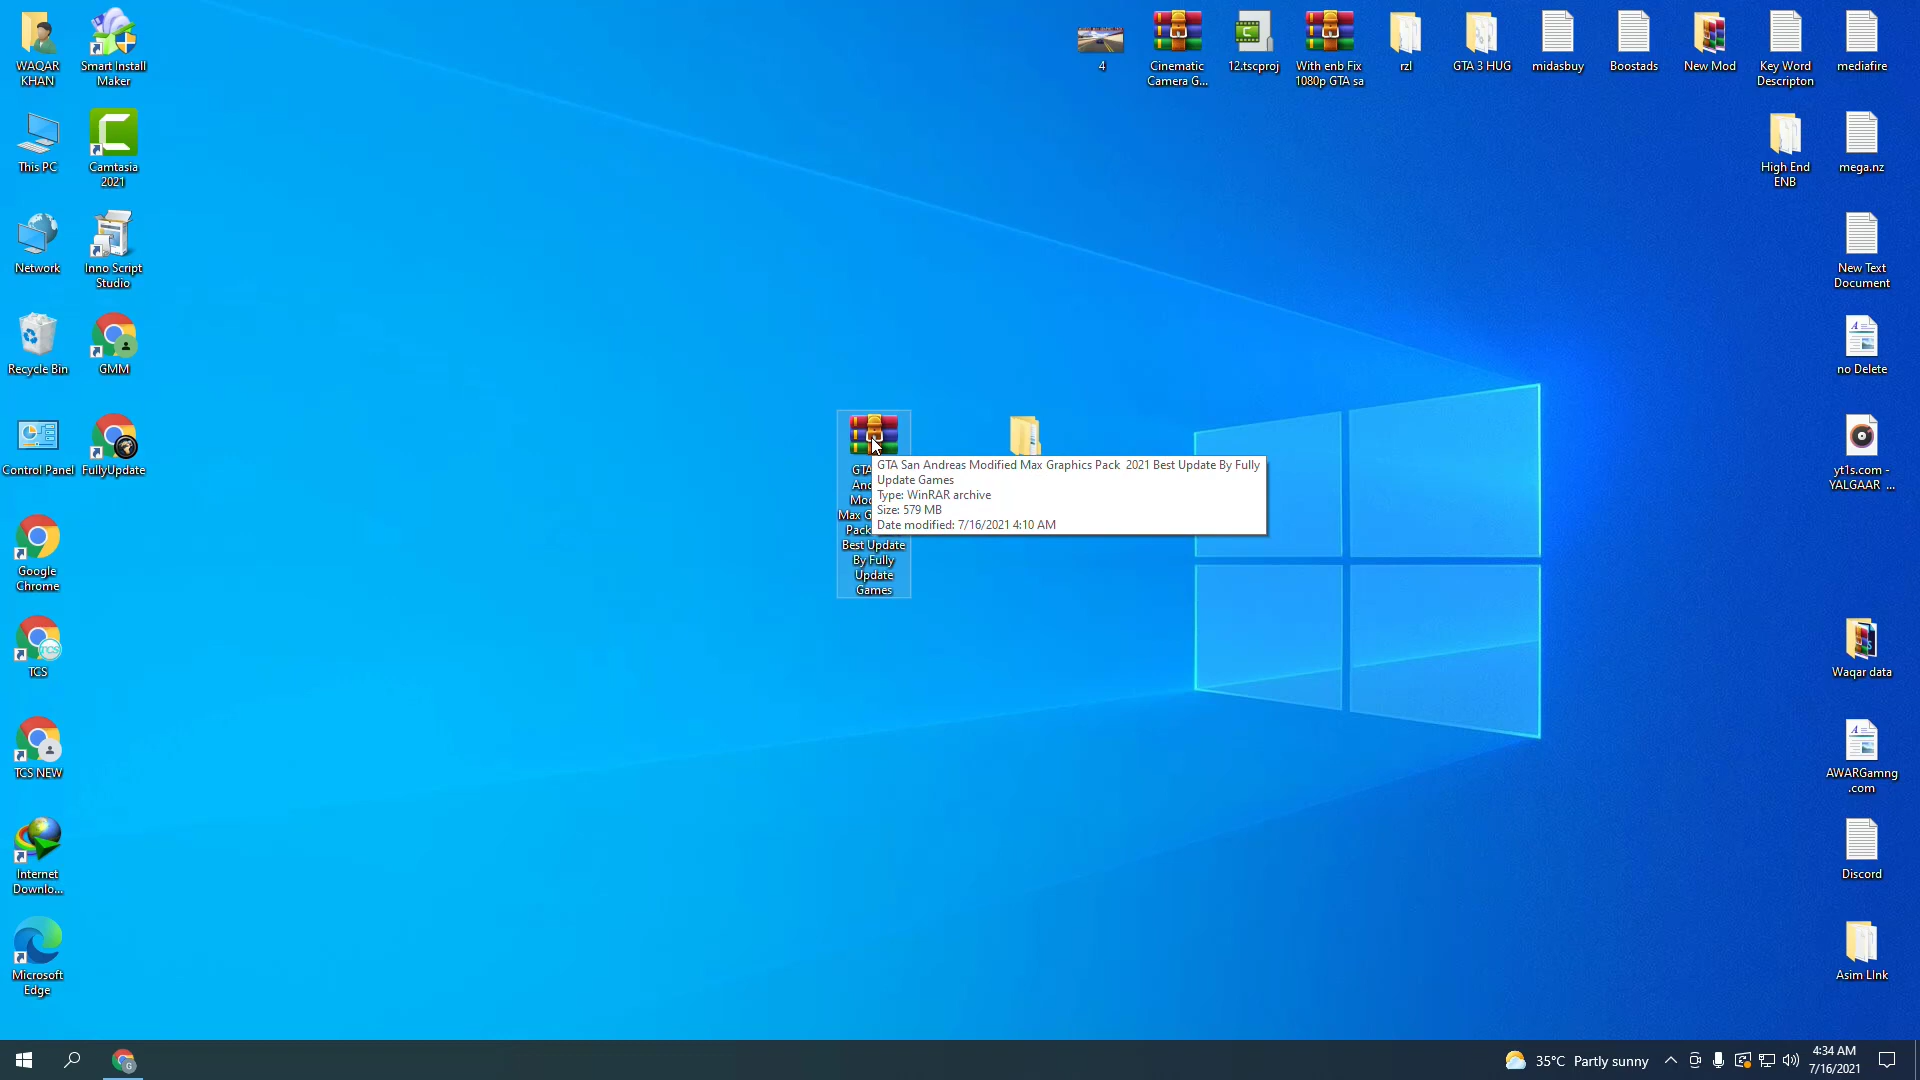 WAQAR
KHAN
Smart Install
Maker
This PC
Camtasia
2021
Network
Inno Script
Studio
Recycle Bin
GMM
Control Panel
FullyUpdate
Google
Chrome
TCS
TCS NEW
Internet
Downlo...
Microsoft
Edge
4
Cinematic
Camera G...
12.tscproj
With enb Fix
1080p GTA sa
rzl
GTA 3 HUG
midasbuy
Boostads
New Mod
Key Word
Descripton
mediafire
High End
ENB
mega.nz
New Text
Document
no Delete
yt1s.com -
YALGAAR ...
Waqar data
AWARGamng
.com
Discord
Asim LInk
Best Update
By Fully
Update
Games
GTA San Andreas Modified Max Graphics Pack  2021 Best Update By Fully
Update Games
Type: WinRAR archive
Size: 579 MB
Date modified: 7/16/2021 4:10 AM
35°C Partly sunny
4:34 AM
7/16/2021